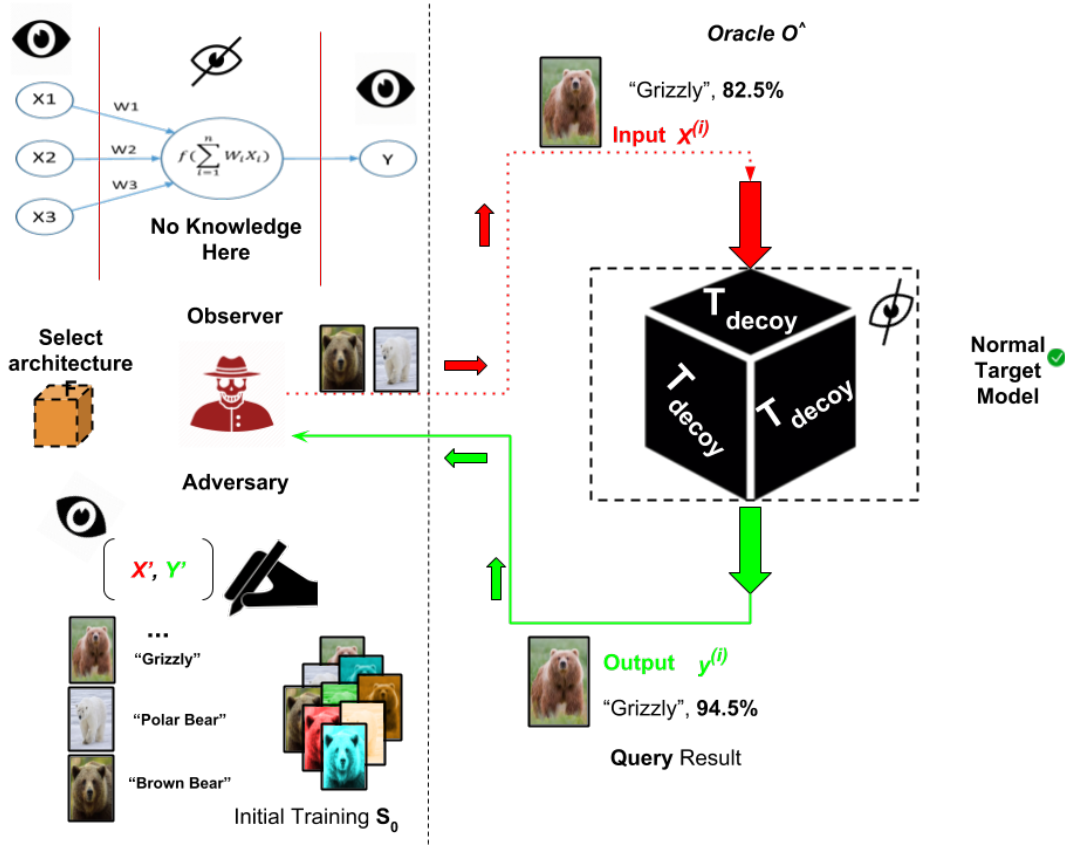 X1
X2
X3
W1
W2
W3
f(∑ⁿᵢ₌₁ WᵢXᵢ)
Y
No Knowledge
Here
Select
architecture
F
Observer
Adversary
X’, Y’
...
“Grizzly”
“Polar Bear”
“Brown Bear”
Initial Training S₀
Oracle O^
“Grizzly”, 82.5%
Input X⁽ⁱ⁾
T decoy
T decoy
T decoy
Normal
Target
Model
Output y⁽ⁱ⁾
“Grizzly”, 94.5%
Query Result